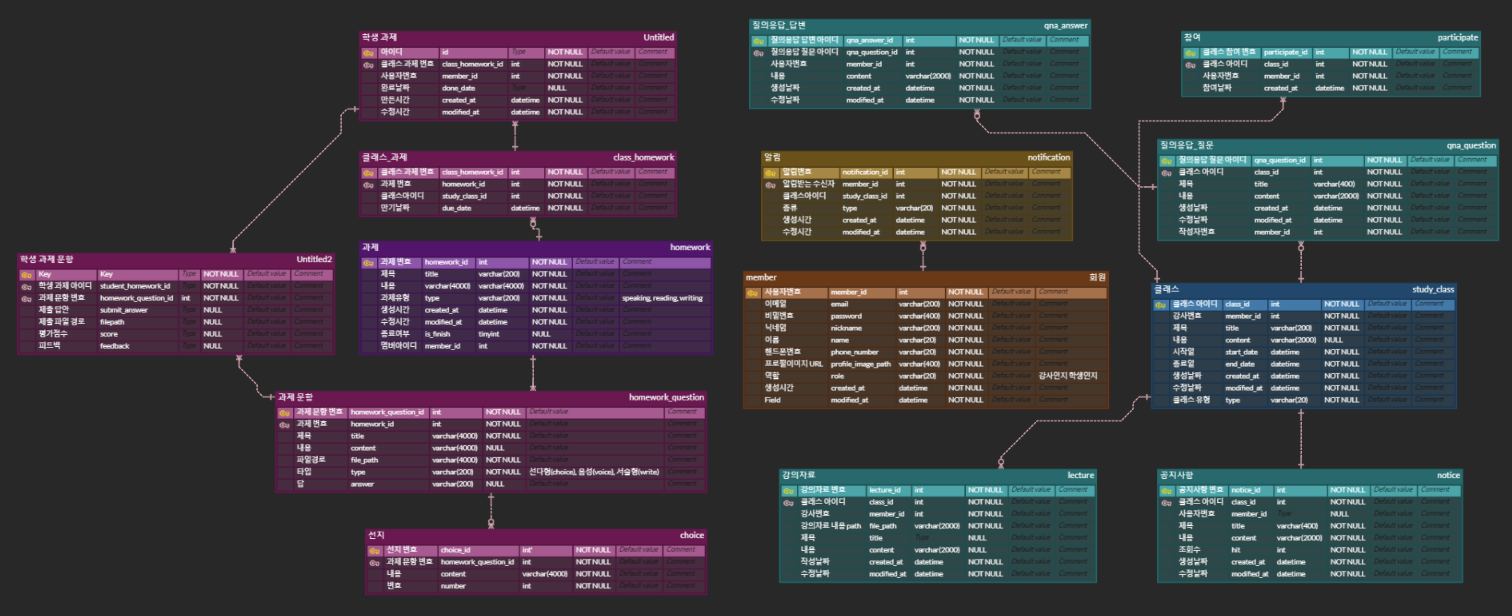 학생 과제 Untitled
아이디 id Type NOT NULL Default value Comment
클래스 과제 번호 class_homework_id int NOT NULL Default value Comment
사용자번호 member_id int NOT NULL Default value Comment
완료날짜 done_date Type NULL Default value Comment
만든시간 created_at datetime NOT NULL Default value Comment
수정시간 modified_at datetime NOT NULL Default value Comment
클래스_과제 class_homework
클래스 과제 번호 class_homework_id int NOT NULL Default value Comment
과제 번호 homework_id int NOT NULL Default value Comment
클래스아이디 study_class_id int NOT NULL Default value Comment
만기날짜 due_date datetime NOT NULL Default value Comment
학생 과제 문항 Untitled2
Key Key Type NOT NULL Default value Comment
학생 과제 아이디 student_homework_id Type NOT NULL Default value Comment
과제 문항 번호 homework_question_id int NOT NULL Default value Comment
제출 답안 submit_answer Type NULL Default value Comment
제출 파일 경로 filepath Type NULL Default value Comment
평가점수 score Type NULL Default value Comment
피드백 feedback Type NULL Default value Comment
과제 homework
과제 번호 homework_id int NOT NULL Default value Comment
제목 title varchar(200) NOT NULL Default value Comment
내용 varchar(4000) varchar(4000) NOT NULL Default value Comment
과제유형 type varchar(200) NOT NULL Default value speaking, reading, writing
생성시간 created_at datetime NOT NULL Default value Comment
수정시간 modified_at datetime NOT NULL Default value Comment
종료여부 is_finish tinyint NULL Default value Comment
멤버아이디 member_id int NOT NULL Default value Comment
과제 문항 homework_question
과제 문항 번호 homework_question_id int NOT NULL Default value Comment
과제 번호 homework_id int NOT NULL Default value Comment
제목 title varchar(4000) NOT NULL Default value Comment
내용 content varchar(4000) NULL Default value Comment
파일경로 file_path varchar(4000) NOT NULL Default value Comment
타입 type varchar(200) NOT NULL 선다형(choice), 음성(voice), 서술형(write) Comment
답 answer varchar(200) NULL Default value Comment
선지 choice
선지 번호 choice_id int' NOT NULL Default value Comment
과제 문항 번호 homework_question_id int NOT NULL Default value Comment
내용 content varchar(4000) NOT NULL Default value Comment
번호 number int NOT NULL Default value Comment
질의응답_답변 qna_answer
질의응답 답변 아이디 qna_answer_id int NOT NULL Default value Comment
질의응답 질문 아이디 qna_question_id int NOT NULL Default value Comment
사용자번호 member_id int NOT NULL Default value Comment
내용 content varchar(2000) NOT NULL Default value Comment
생성날짜 created_at datetime NOT NULL Default value Comment
수정날짜 modified_at datetime NOT NULL Default value Comment
참여 participate
클래스 참여 번호 participate_id int NOT NULL Default value Comment
클래스 아이디 class_id int NOT NULL Default value Comment
사용자번호 member_id int NOT NULL Default value Comment
참여날짜 created_at datetime NOT NULL Default value Comment
알림 notification
알림번호 notification_id int NOT NULL Default value Comment
알림받는 수신자 member_id int NOT NULL Default value Comment
클래스아이디 study_class_id int NOT NULL Default value Comment
종류 type varchar(20) NOT NULL Default value Comment
생성시간 created_at datetime NOT NULL Default value Comment
수정시간 modified_at datetime NOT NULL Default value Comment
질의응답_질문 qna_question
질의응답 질문 아이디 qna_question_id int NOT NULL Default value Comment
클래스 아이디 class_id int NOT NULL Default value Comment
제목 title varchar(400) NOT NULL Default value Comment
내용 content varchar(2000) NOT NULL Default value Comment
생성날짜 created_at datetime NOT NULL Default value Comment
수정날짜 modified_at datetime NOT NULL Default value Comment
작성자번호 member_id int NOT NULL Default value Comment
member 회원
사용자번호 member_id int NOT NULL Default value Comment
이메일 email varchar(200) NOT NULL Default value Comment
비밀번호 password varchar(400) NOT NULL Default value Comment
닉네임 nickname varchar(200) NOT NULL Default value Comment
이름 name varchar(20) NOT NULL Default value Comment
핸드폰번호 phone_number varchar(20) NOT NULL Default value Comment
프로필이미지 URL profile_image_path varchar(400) NOT NULL Default value Comment
역할 role varchar(20) NOT NULL Default value 강사인지 학생인지
생성시간 created_at datetime NOT NULL Default value Comment
Field modified_at datetime NOT NULL Default value Comment
클래스 study_class
클래스 아이디 class_id int NOT NULL Default value Comment
강사번호 member_id int NOT NULL Default value Comment
제목 title varchar(200) NOT NULL Default value Comment
내용 content varchar(2000) NULL Default value Comment
시작일 start_date datetime NOT NULL Default value Comment
종료일 end_date datetime NOT NULL Default value Comment
생성날짜 created_at datetime NOT NULL Default value Comment
수정날짜 modified_at datetime NOT NULL Default value Comment
클래스 유형 type varchar(20) NOT NULL Default value Comment
강의자료 lecture
강의자료 번호 lecture_id int NOT NULL Default value Comment
클래스 아이디 class_id int NOT NULL Default value Comment
강사번호 member_id int NOT NULL Default value Comment
강의자료 내용 path file_path varchar(2000) NOT NULL Default value Comment
제목 title Type NULL Default value Comment
내용 content varchar(2000) NULL Default value Comment
작성날짜 created_at datetime NOT NULL Default value Comment
수정날짜 modified_at datetime NOT NULL Default value Comment
공지사항 notice
공지사항 번호 notice_id int NOT NULL Default value Comment
클래스 아이디 class_id int NOT NULL Default value Comment
사용자번호 member_id Type NULL Default value Comment
제목 title varchar(400) NOT NULL Default value Comment
내용 content varchar(2000) NOT NULL Default value Comment
조회수 hit int NOT NULL Default value Comment
생성날짜 created_at datetime NOT NULL Default value Comment
수정날짜 modified_at datetime NOT NULL Default value Comment